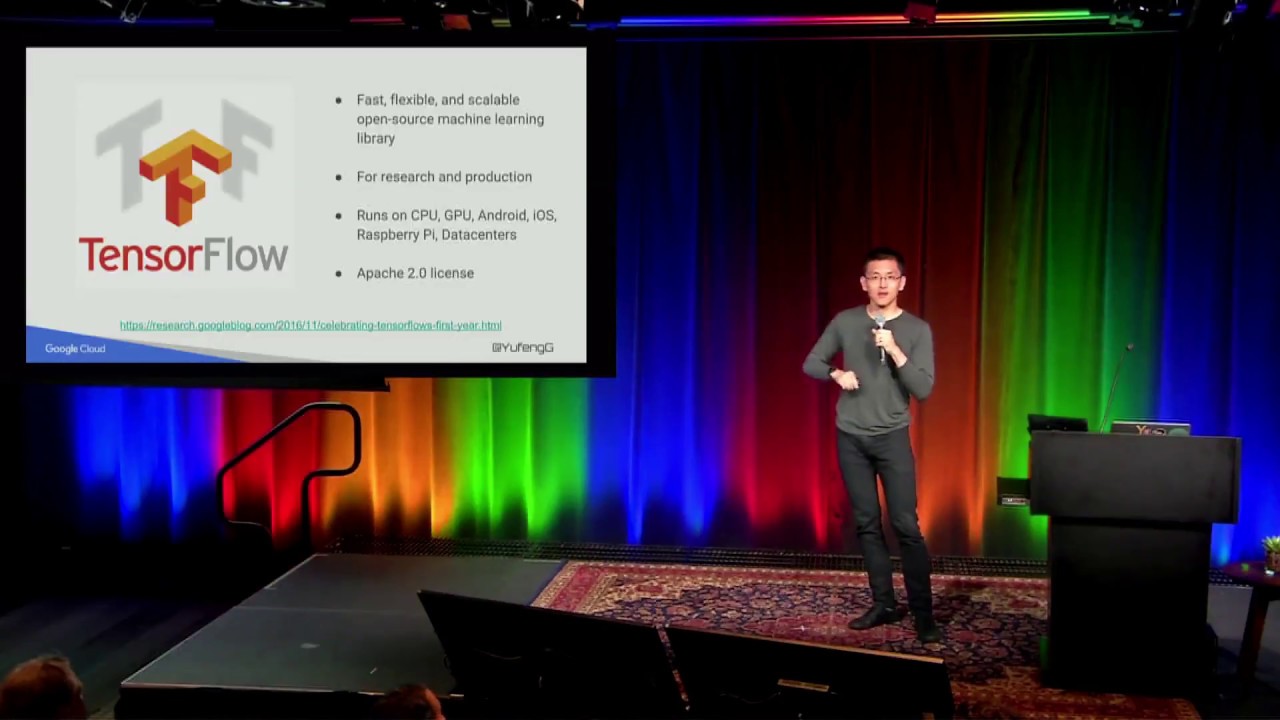 Fast, flexible, and scalable
open-source machine learning
library
For research and production
Runs on CPU, GPU, Android, iOS,
Raspberry Pi, Datacenters
Apache 2.0 license
TensorFlow
https://research.googleblog.com/2016/11/celebrating-tensorflows-first-year.html
Google Cloud
@YufengG